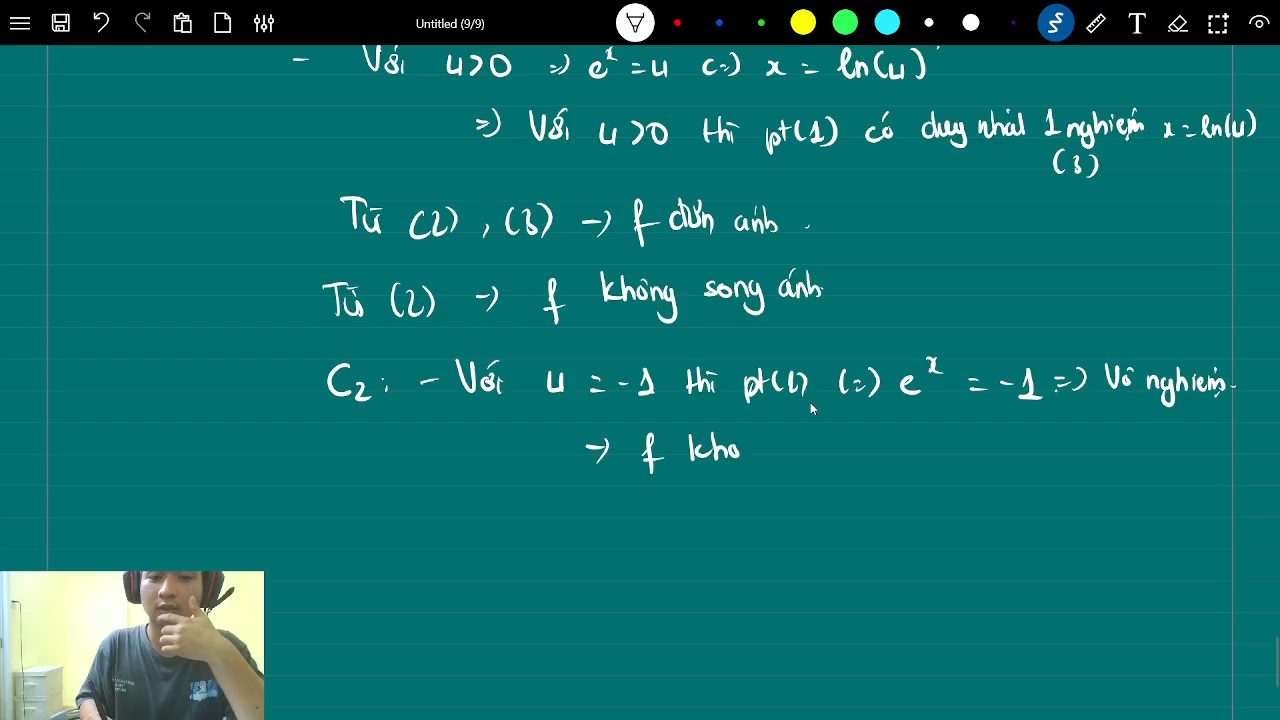 Untitled (9/9)
- Với u>0 => e^x = u <=> x = ln(u)
=> Với u>0 thì pt(1) có duy nhất 1 nghiệm x = ln(u)
(3)
Từ (2), (3) -> f đơn ánh.
Từ (2) -> f không song ánh.
C2: - Với u = -1 thì pt(1) (=) e^x = -1 => Vô nghiệm.
-> f kho